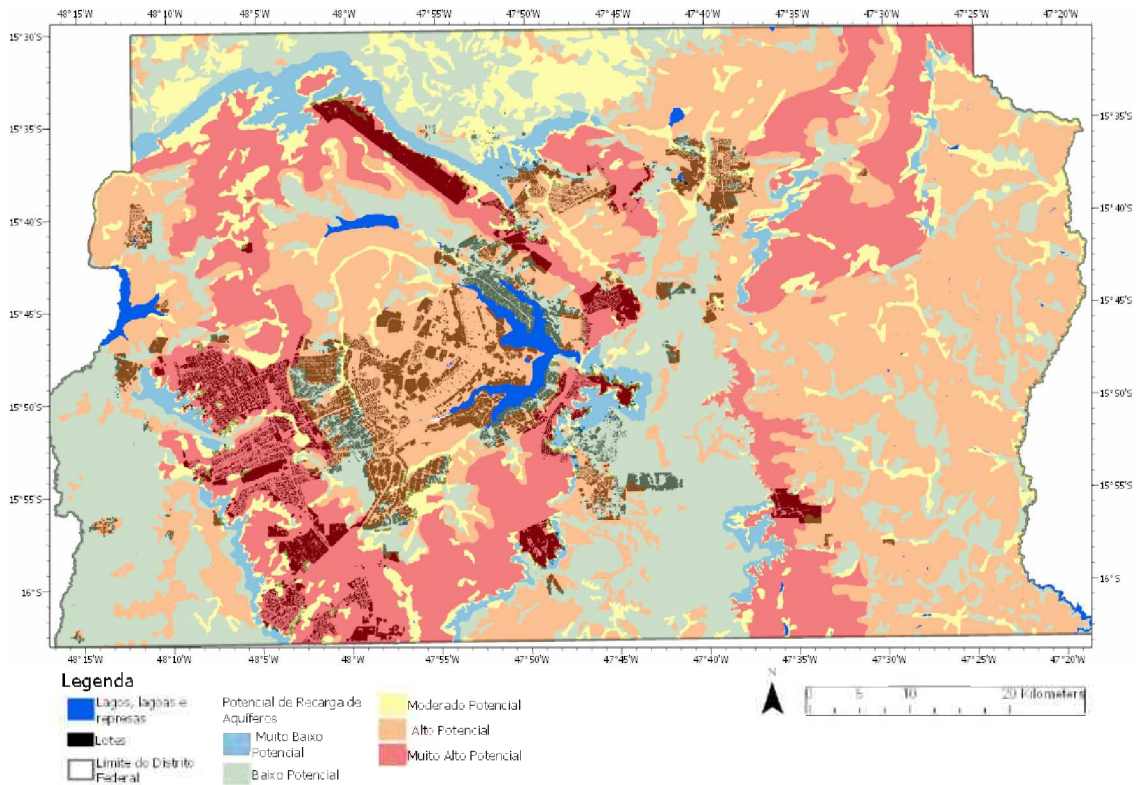 48°15'O 48°10'O 48°5'O 48°O 47°55'O 47°50'O 47°45'O 47°40'O 47°35'O 47°30'O 47°25'O 47°20'O
15°30'S
15°35'S
15°40'S
15°45'S
15°50'S
15°55'S
16°S
15°30'S
15°35'S
15°40'S
15°45'S
15°50'S
15°55'S
16°S
48°15'O 48°10'O 48°5'O 48°O 47°55'O 47°50'O 47°45'O 47°40'O 47°35'O 47°30'O 47°25'O 47°20'O
Legenda
Lagos, lagoas e
represas
Lotes
Límite do Distrito
Federal
Potencial de Recarga de
Aquíferos
Muito Baixo
Potencial
Baixo Potencial
Moderado Potencial
Alto Potencial
Muito Alto Potencial
N
0 5 10 20 Kilometers